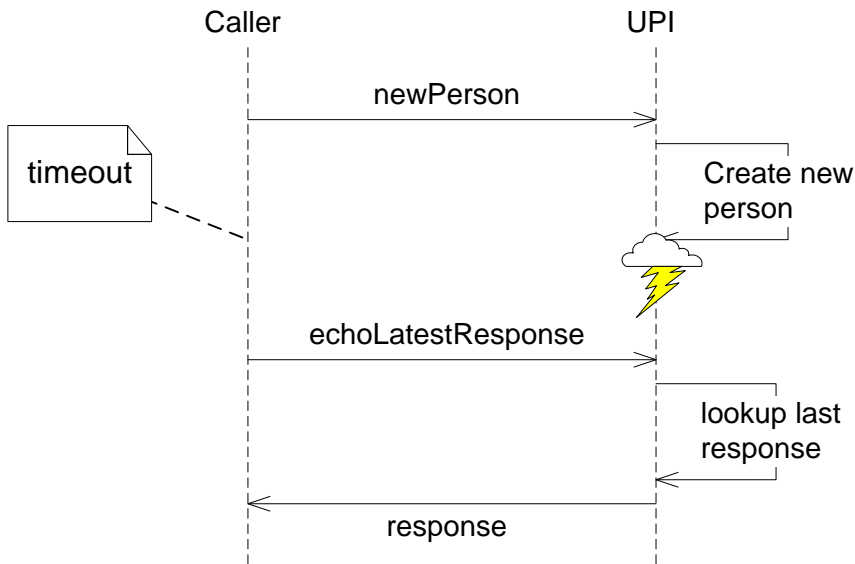 Caller
UPI
newPerson
timeout
Create new
person
echoLatestResponse
lookup last
response
response